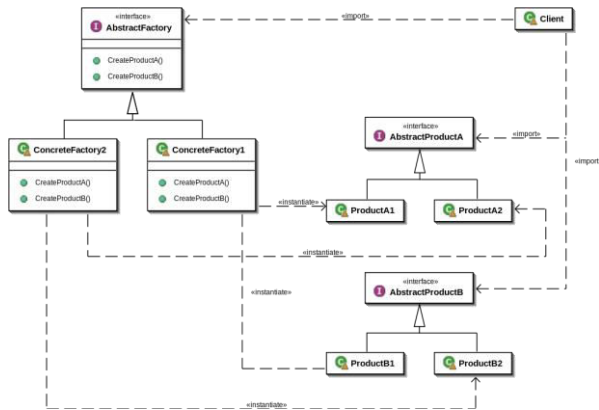 «interface»
AbstractFactory
CreateProductA()
CreateProductB()
«import»
Client
ConcreteFactory2
CreateProductA()
CreateProductB()
ConcreteFactory1
CreateProductA()
CreateProductB()
«interface»
AbstractProductA
«import»
«import
«instantiate»
ProductA1
ProductA2
«instantiate»
«interface»
AbstractProductB
«instantiate»
ProductB1
ProductB2
«instantiate»